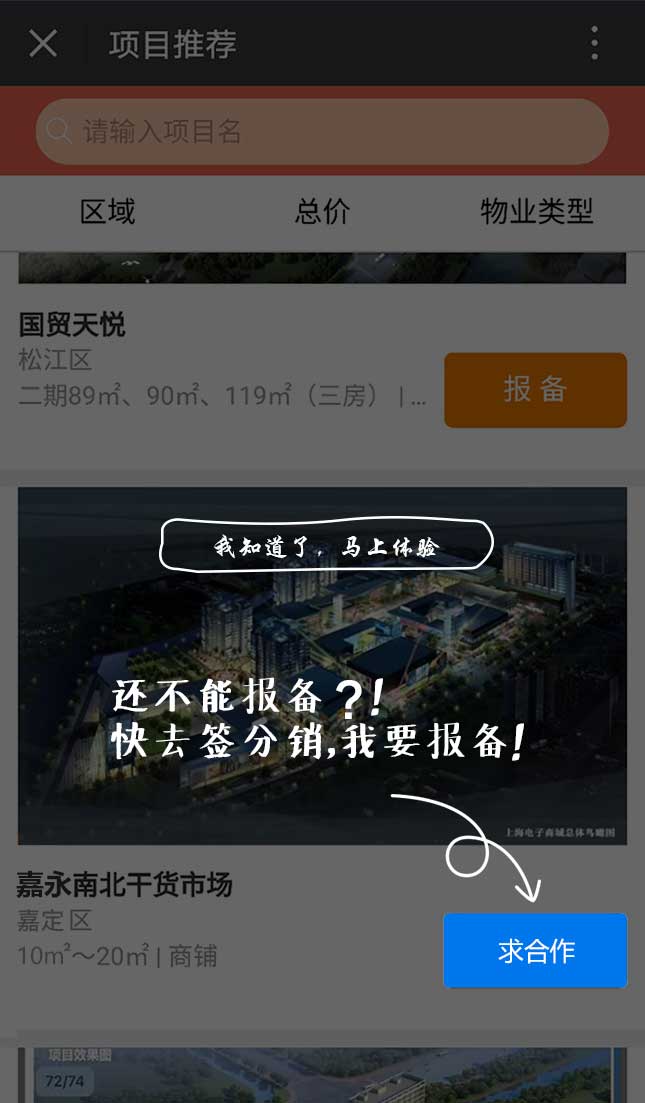 项目推荐
请输入项目名
区域 总价 物业类型
国贸天悦
松江区
二期89㎡、90㎡、119㎡（三房） | ...
报 备
我知道了，马上体验
还不能报备?!
快去签分销,我要报备!
上海电子商城总体鸟瞰图
嘉永南北干货市场
嘉定区
10㎡～20㎡ | 商铺
求合作
项目效果图
72/74